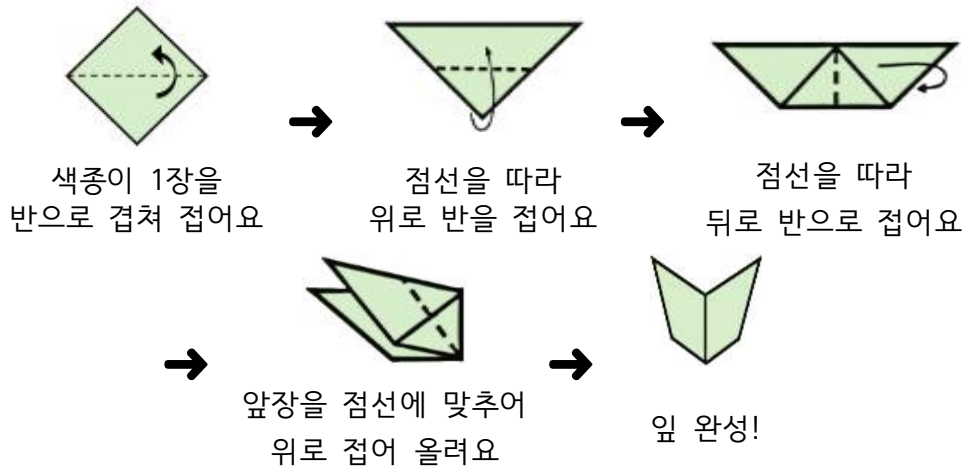 색종이 1장을
반으로 겹쳐 접어요
점선을 따라
위로 반을 접어요
점선을 따라
뒤로 반으로 접어요
앞장을 점선에 맞추어
위로 접어 올려요
잎 완성!